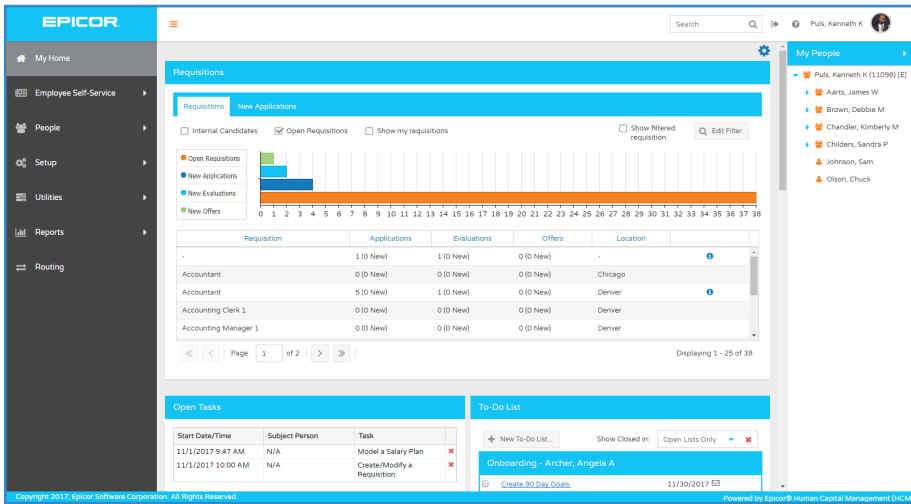 EPICOR
Search
Puls, Kenneth K
My Home
Employee Self-Service
People
Setup
Utilities
Reports
Routing
Requisitions
Requisitions New Applications
Internal Candidates Open Requisitions Show my requisitions Show filtered requisition Edit Filter
Open Requisitions
New Applications
New Evaluations
New Offers
0 1 2 3 4 5 6 7 8 9 10 11 12 13 14 15 16 17 18 19 20 21 22 23 24 25 26 27 28 29 30 31 32 33 34 35 36 37 38
Requisition Applications Evaluations Offers Location
- 1 (0 New) 1 (0 New) 0 (0 New) -
Accountant 0 (0 New) 0 (0 New) 0 (0 New) Chicago
Accountant 5 (0 New) 1 (0 New) 0 (0 New) Denver
Accounting Clerk 1 0 (0 New) 0 (0 New) 0 (0 New) Denver
Accounting Manager 1 0 (0 New) 0 (0 New) 0 (0 New) Denver
Page 1 of 2 Displaying 1 - 25 of 38
Open Tasks
Start Date/Time Subject Person Task
11/1/2017 9:47 AM N/A Model a Salary Plan
11/1/2017 10:00 AM N/A Create/Modify a
Requisition
To-Do List
New To-Do List... Show Closed in: Open Lists Only
Onboarding - Archer, Angela A
Create 90 Day Goals 11/30/2017
My People
Puls, Kenneth K (11098) [E]
Aarts, James W
Brown, Debbie M
Chandler, Kimberly M
Childers, Sandra P
Johnson, Sam
Olson, Chuck
Copyright 2017, Epicor Software Corporation. All Rights Reserved.
Powered by Epicor® Human Capital Management (HCM